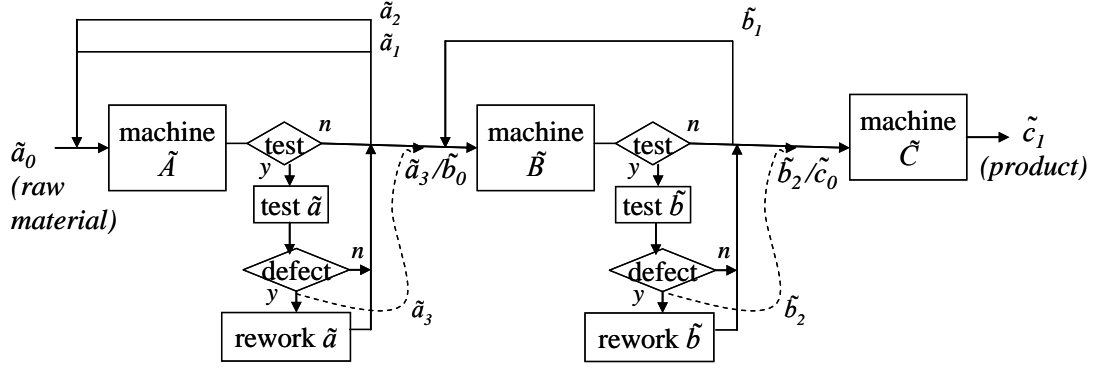 ã₂
ã₁
b̃₁
machine
Ã
test
n
y
ã₀
(raw
material)
ã₃/b̃₀
machine
B̃
test
n
y
b̃₂/c̃₀
machine
C̃
c̃₁
(product)
test ã
defect
n
y
rework ã
ã₃
test b̃
defect
n
y
rework b̃
b̃₂